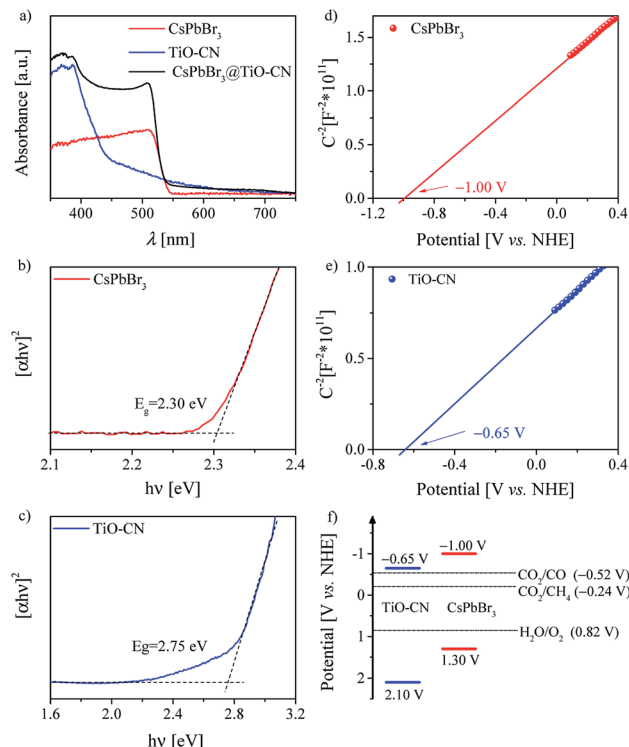 a)
CsPbBr₃
TiO-CN
CsPbBr₃@TiO-CN
Absorbance [a.u.]
400 500 600 700
λ [nm]
b)
CsPbBr₃
[αhν]²
E_g=2.30 eV
2.1 2.2 2.3 2.4
hν [eV]
c)
TiO-CN
[αhν]²
Eg=2.75 eV
1.6 2.0 2.4 2.8 3.2
hν [eV]
d)
CsPbBr₃
C⁻²[F⁻²*10¹¹]
1.5
1.0
0.5
0.0
−1.00 V
-1.2 -0.8 -0.4 0.0 0.4
Potential [V vs. NHE]
e)
TiO-CN
C⁻²[F⁻²*10¹¹]
1.0
0.5
0.0
−0.65 V
-0.8 -0.4 0.0 0.4
Potential [V vs. NHE]
f)
Potential [V vs. NHE]
-1
0
1
2
−0.65 V
−1.00 V
CO₂/CO (−0.52 V)
CO₂/CH₄ (−0.24 V)
TiO-CN CsPbBr₃
H₂O/O₂ (0.82 V)
1.30 V
2.10 V